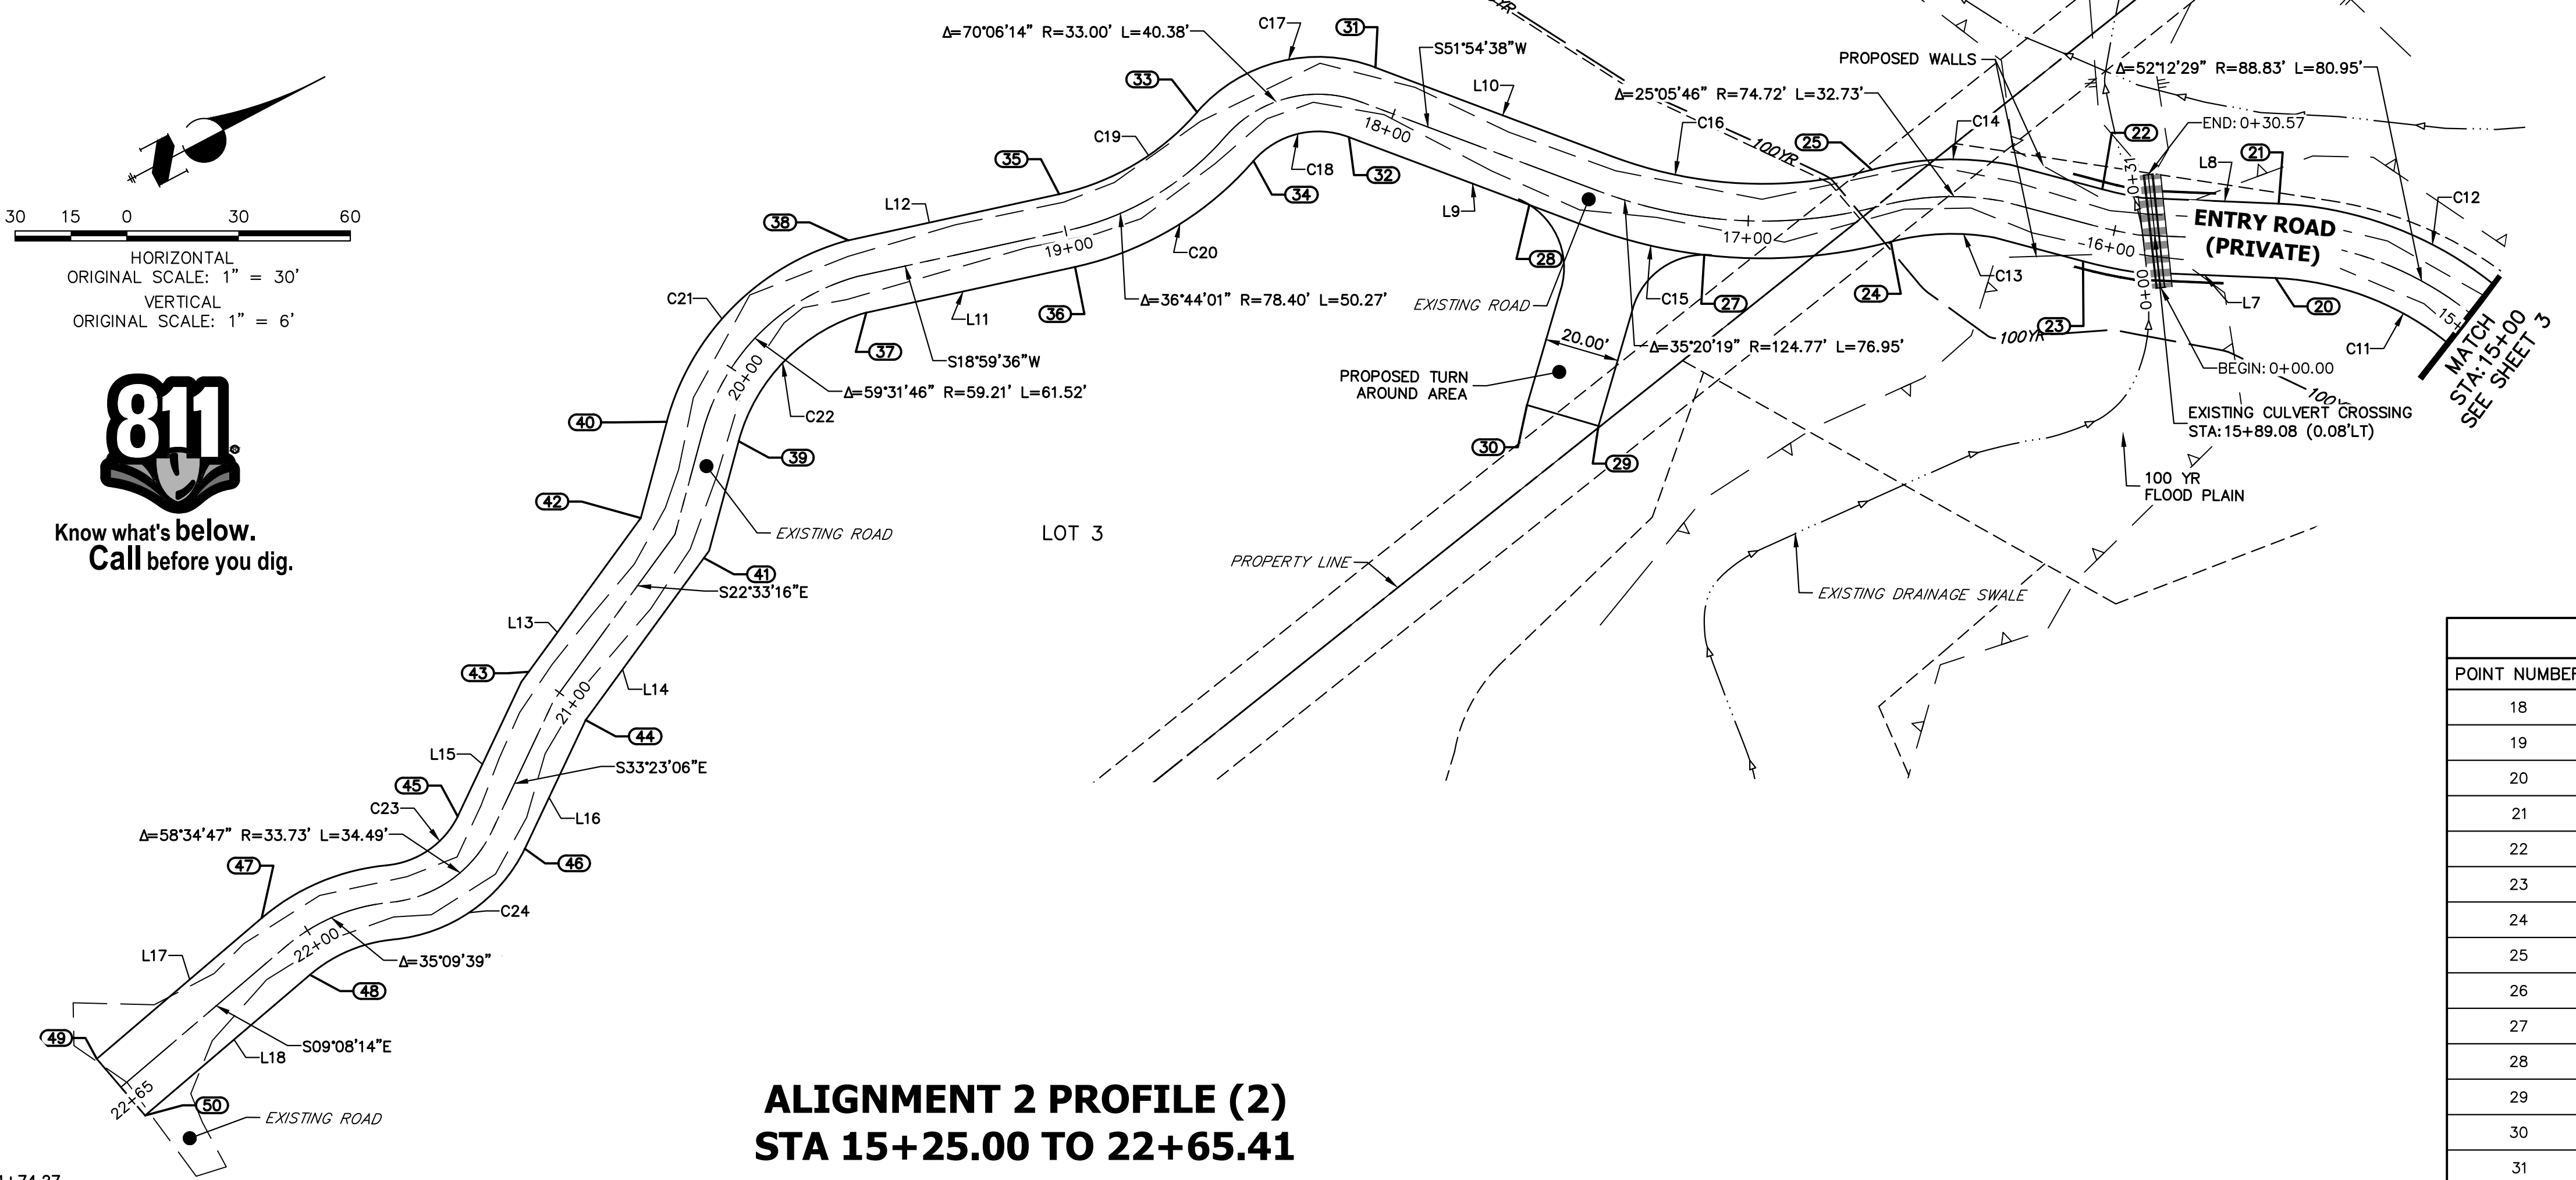 30 15 0 30 60
HORIZONTAL
ORIGINAL SCALE: 1" = 30'
VERTICAL
ORIGINAL SCALE: 1" = 6'
811
Know what's below.
Call before you dig.
Δ=70°06'14" R=33.00' L=40.38'
C17
31
S51°54'38"W
L10
33
C19
35
L12
38
C21
40
42
L13
43
L15
45
C23
Δ=58°34'47" R=33.73' L=34.49'
47
L17
49
22+65
50
EXISTING ROAD
L18
S09°08'14"E
48
Δ=35°09'39"
22+00
C24
46
L16
S33°23'06"E
44
21+00
L14
S22°33'16"E
41
EXISTING ROAD
39
C22
Δ=59°31'46" R=59.21' L=61.52'
20+00
37
S18°59'36"W
L11
36
19+00
Δ=36°44'01" R=78.40' L=50.27'
C20
34
C18
32
18+00
L9
28
EXISTING ROAD
20.00'
PROPOSED TURN
AROUND AREA
30
29
LOT 3
PROPERTY LINE
C15
27
Δ=35°20'19" R=124.77' L=76.95'
17+00
C16
Δ=25°05'46" R=74.72' L=32.73'
100YR
25
C14
PROPOSED WALLS
Δ=52°12'29" R=88.83' L=80.95'
22
END: 0+30.57
0+31
L8
21
C12
ENTRY ROAD
(PRIVATE)
16+00
0+00
C13
24
23
100YR
L7
20
C11
BEGIN: 0+00.00
EXISTING CULVERT CROSSING
STA: 15+89.08 (0.08'LT)
100 YR
FLOOD PLAIN
EXISTING DRAINAGE SWALE
MATCH
STA: 15+00
SEE SHEET 3
POINT NUMBER
18
19
20
21
22
23
24
25
26
27
28
29
30
31
ALIGNMENT 2 PROFILE (2)
STA 15+25.00 TO 22+65.41